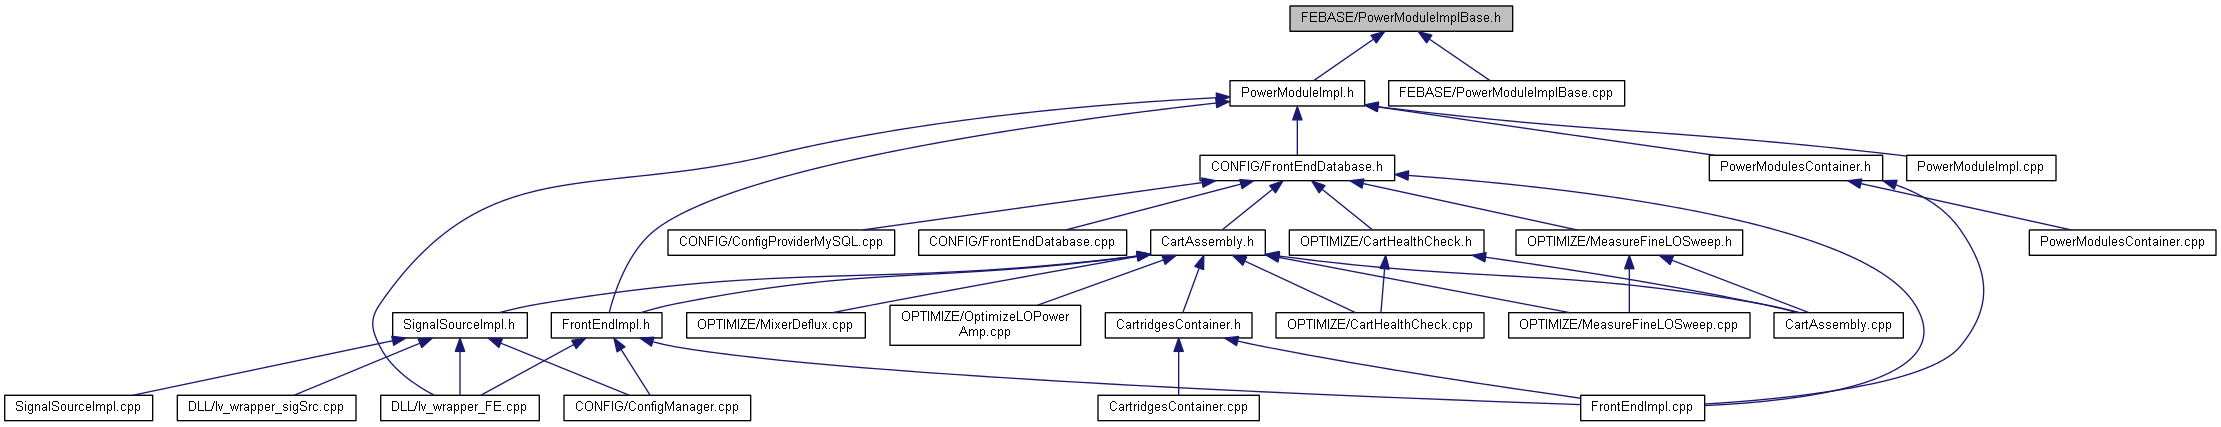 FEBASE/PowerModuleImplBase.h
PowerModuleImpl.h
FEBASE/PowerModuleImplBase.cpp
CONFIG/FrontEndDatabase.h
PowerModulesContainer.h
PowerModuleImpl.cpp
CONFIG/ConfigProviderMySQL.cpp
CONFIG/FrontEndDatabase.cpp
CartAssembly.h
OPTIMIZE/CartHealthCheck.h
OPTIMIZE/MeasureFineLOSweep.h
PowerModulesContainer.cpp
SignalSourceImpl.h
FrontEndImpl.h
OPTIMIZE/MixerDeflux.cpp
OPTIMIZE/OptimizeLOPower
Amp.cpp
CartridgesContainer.h
OPTIMIZE/CartHealthCheck.cpp
OPTIMIZE/MeasureFineLOSweep.cpp
CartAssembly.cpp
SignalSourceImpl.cpp
DLL/lv_wrapper_sigSrc.cpp
DLL/lv_wrapper_FE.cpp
CONFIG/ConfigManager.cpp
CartridgesContainer.cpp
FrontEndImpl.cpp